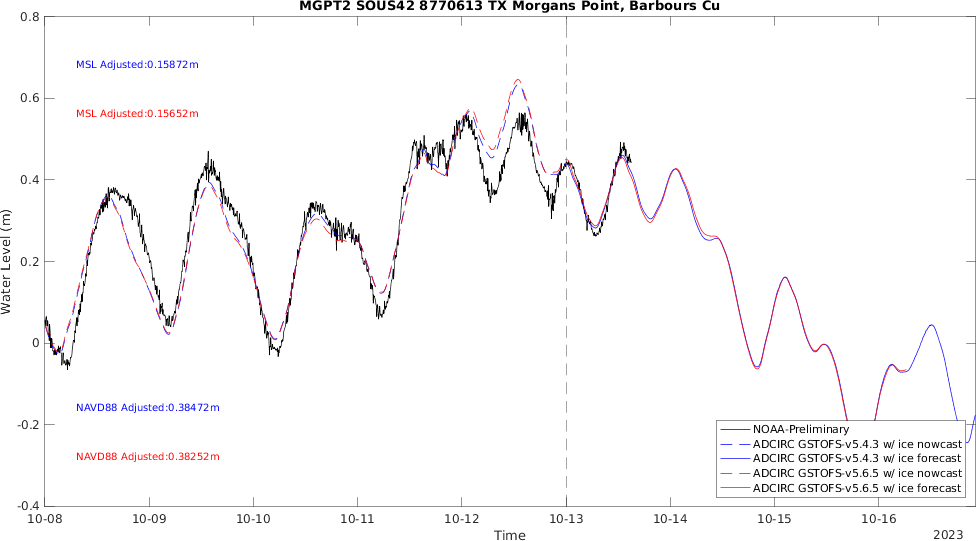 MGPT2 SOUS42 8770613 TX Morgans Point, Barbours Cu
0.8
MSL Adjusted:0.15872m
0.6
MSL Adjusted:0.15652m
0.4
Water Level (m)
0.2
0
NAVD88 Adjusted:0.38472m
-0.2
NAVD88 Adjusted:0.38252m
-0.4
NOAA-Preliminary
ADCIRC GSTOFS-v5.4.3 w/ ice nowcast
ADCIRC GSTOFS-v5.4.3 w/ ice forecast
ADCIRC GSTOFS-v5.6.5 w/ ice nowcast
ADCIRC GSTOFS-v5.6.5 w/ ice forecast
10-08 10-09 10-10 10-11 10-12 10-13 10-14 10-15 10-16
Time
2023